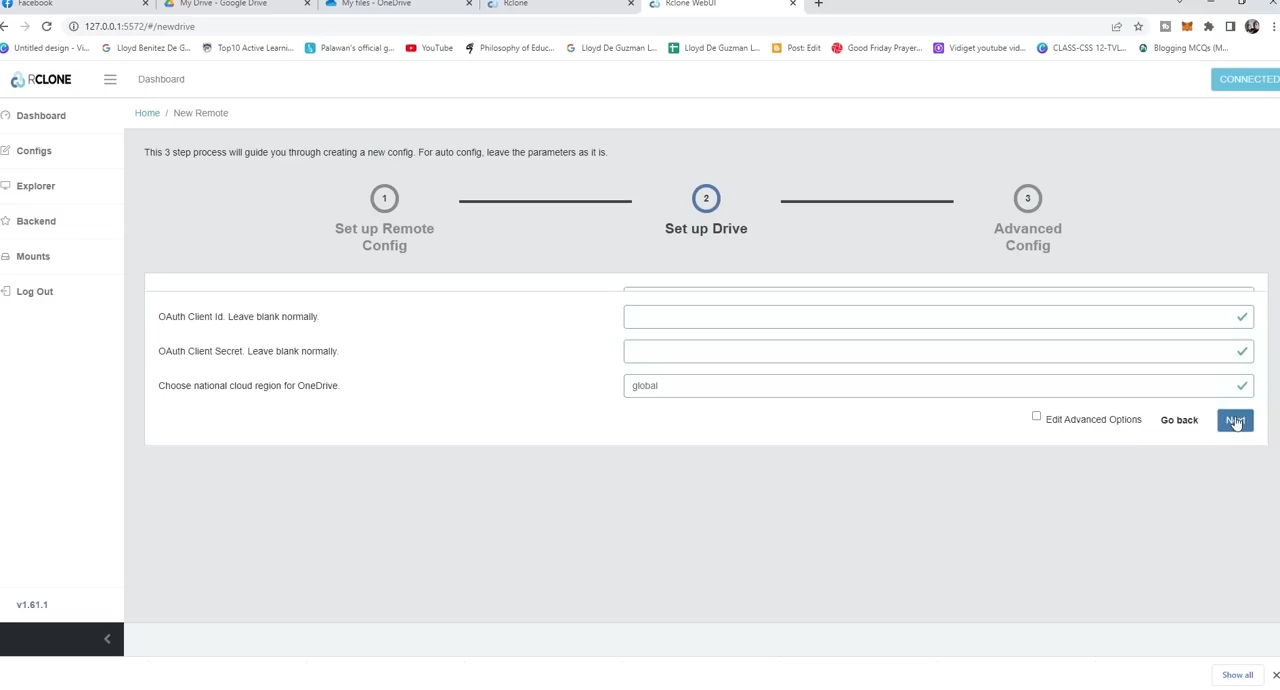 Facebook
My Drive - Google Drive
My files - OneDrive
Rclone
Rclone WebUI
127.0.0.1:5572/#/newdrive
Untitled design - Vi...
Lloyd Benitez De G...
Top10 Active Learni...
Palawan's official g...
YouTube
Philosophy of Educ...
Lloyd De Guzman L...
Lloyd De Guzman L...
Post: Edit
Good Friday Prayer...
Vidiget youtube vid...
CLASS-CSS 12-TVL...
Blogging MCQs (M...
RCLONE
Dashboard
CONNECTED
Dashboard
Configs
Explorer
Backend
Mounts
Log Out
v1.61.1
Home / New Remote
This 3 step process will guide you through creating a new config. For auto config, leave the parameters as it is.
1
Set up Remote
Config
2
Set up Drive
3
Advanced
Config
OAuth Client Id. Leave blank normally.
OAuth Client Secret. Leave blank normally.
Choose national cloud region for OneDrive.
global
Edit Advanced Options
Go back
Next
Show all